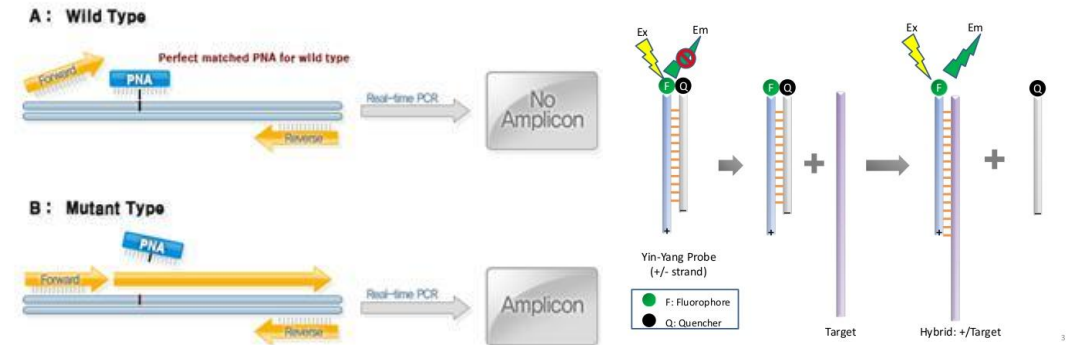 A : Wild Type
Perfect matched PNA for wild type
Forward
PNA
Real-time PCR
No
Amplicon
Reverse
B : Mutant Type
PNA
Forward
Real-time PCR
Amplicon
Reverse
Ex
Em
F
Q
+
-
Yin-Yang Probe
(+/- strand)
F
F: Fluorophore
Q
Q: Quencher
F
Q
+
-
+
Target
Ex
Em
F
+
Hybrid: +/Target
+
Q
-
3